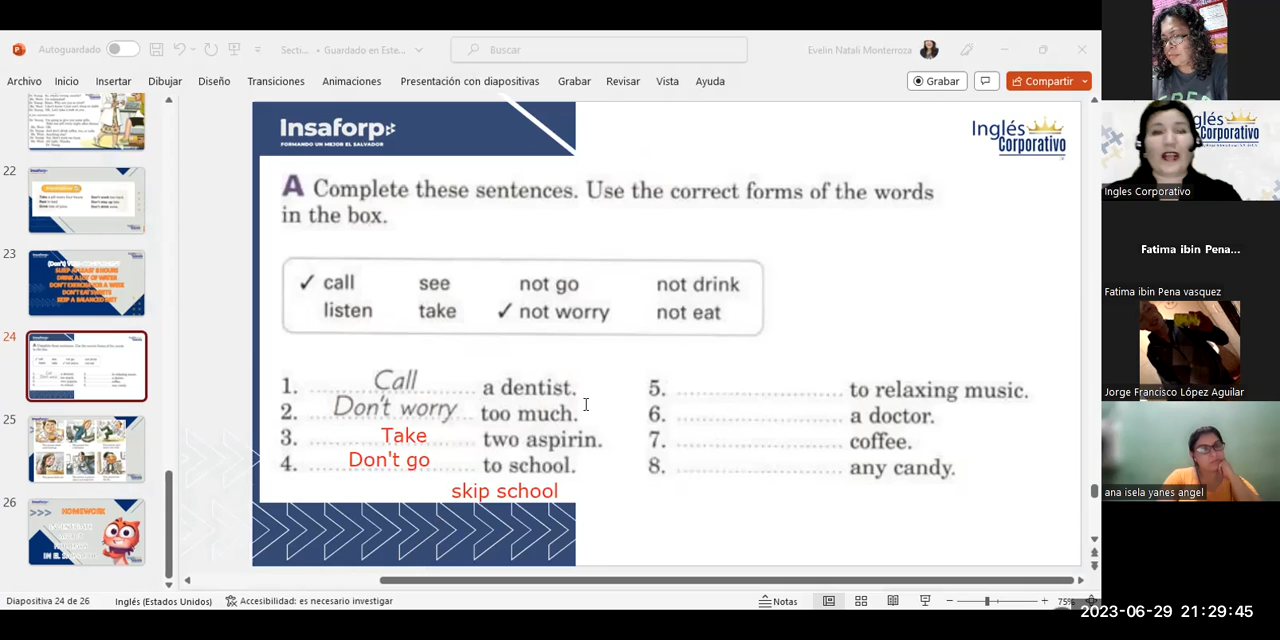 Autoguardado
Secti... • Guardado en Este...
Buscar
Evelin Natali Monterroza
Archivo Inicio Insertar Dibujar Diseño Transiciones Animaciones Presentación con diapositivas Grabar Revisar Vista Ayuda
Grabar
Compartir
22
23
24
25
26
HOMEWORK
Insaforp
FORMANDO UN MEJOR EL SALVADOR
Inglés
Corporativo
A Complete these sentences. Use the correct forms of the words
in the box.
✓ call see not go not drink
listen take ✓ not worry not eat
1. Call a dentist.
2. Don't worry too much.
3. Take two aspirin.
4. Don't go to school.
skip school
5. to relaxing music.
6. a doctor.
7. coffee.
8. any candy.
Diapositiva 24 de 26
Inglés (Estados Unidos)
Accesibilidad: es necesario investigar
Notas
75%
Ingles Corporativo
Fatima ibin Pena...
Fatima ibin Pena vasquez
Jorge Francisco López Aguilar
ana isela yanes angel
2023-06-29 21:29:45